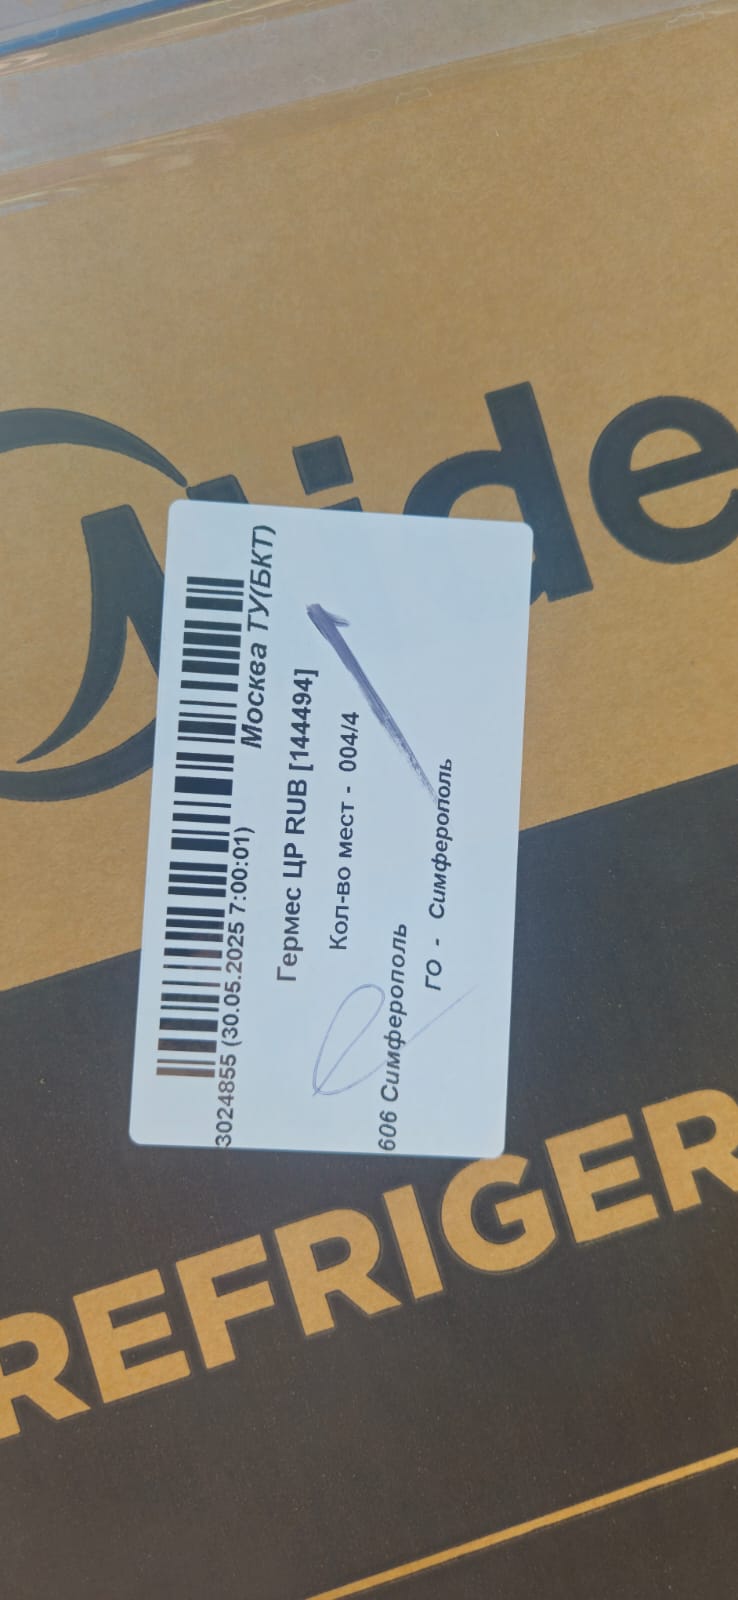 Mide
3024855 (30.05.2025 7:00:01)
Москва ТУ(БКТ)
Гермес ЦР RUB [144494]
Кол-во мест - 004/4
606 Симферополь
ГО - Симферополь
REFRIGER